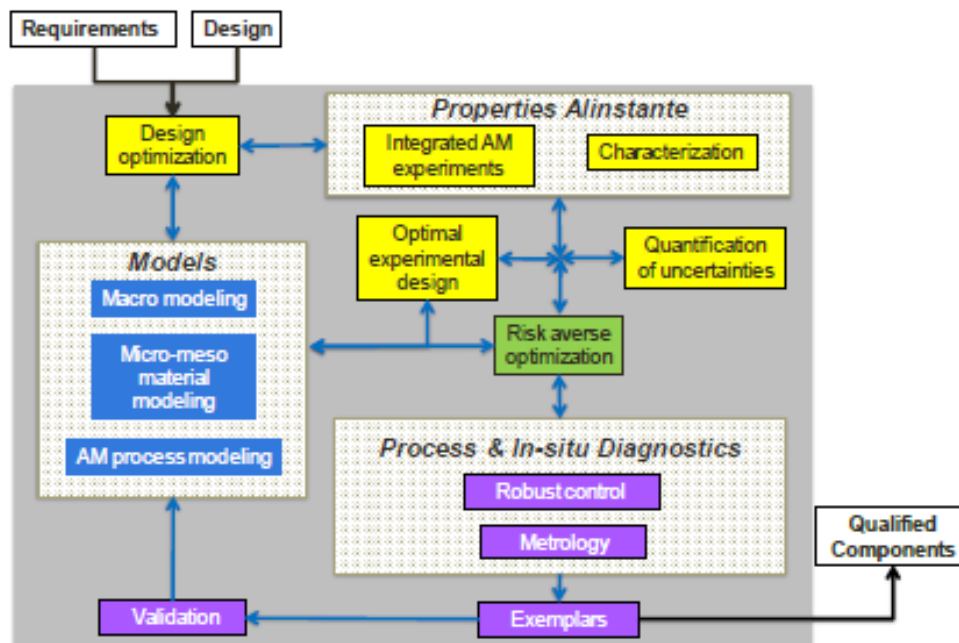 Requirements
Design
Properties Alinstante
Design
optimization
Integrated AM
experiments
Characterization
Optimal
experimental
design
Quantification
of uncertainties
Models
Macro modeling
Micro-meso
material
modeling
AM process modeling
Risk averse
optimization
Process & In-situ Diagnostics
Robust control
Metrology
Qualified
Components
Validation
Exemplars